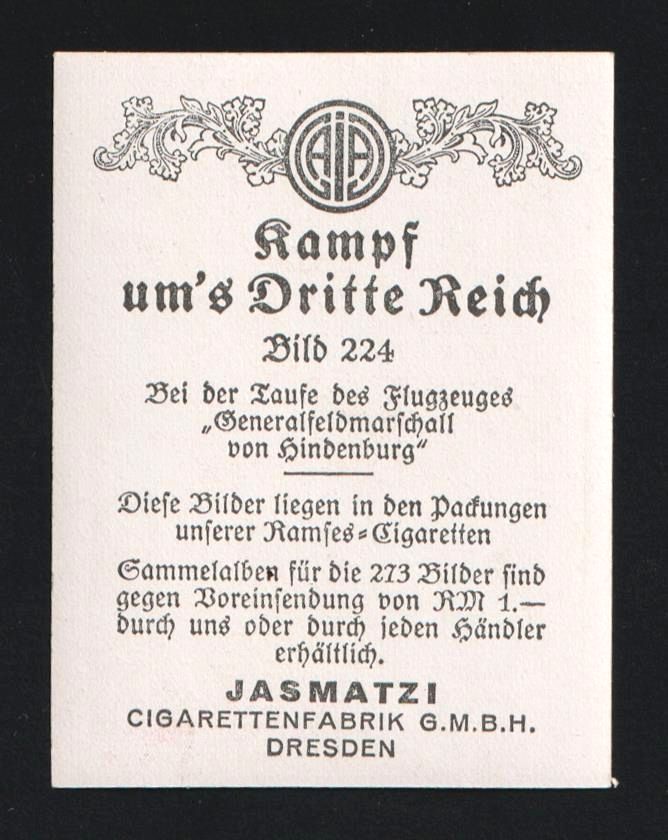 Kampf
um's Dritte Reich
Bild 224
Bei der Taufe des Flugzeuges
„Generalfeldmarschall
von Hindenburg“
Diese Bilder liegen in den Packungen
unserer Ramses=Cigaretten
Sammelalben für die 273 Bilder sind
gegen Voreinsendung von RM 1.—
durch uns oder durch jeden Händler
erhältlich.
JASMATZI
CIGARETTENFABRIK G.M.B.H.
DRESDEN